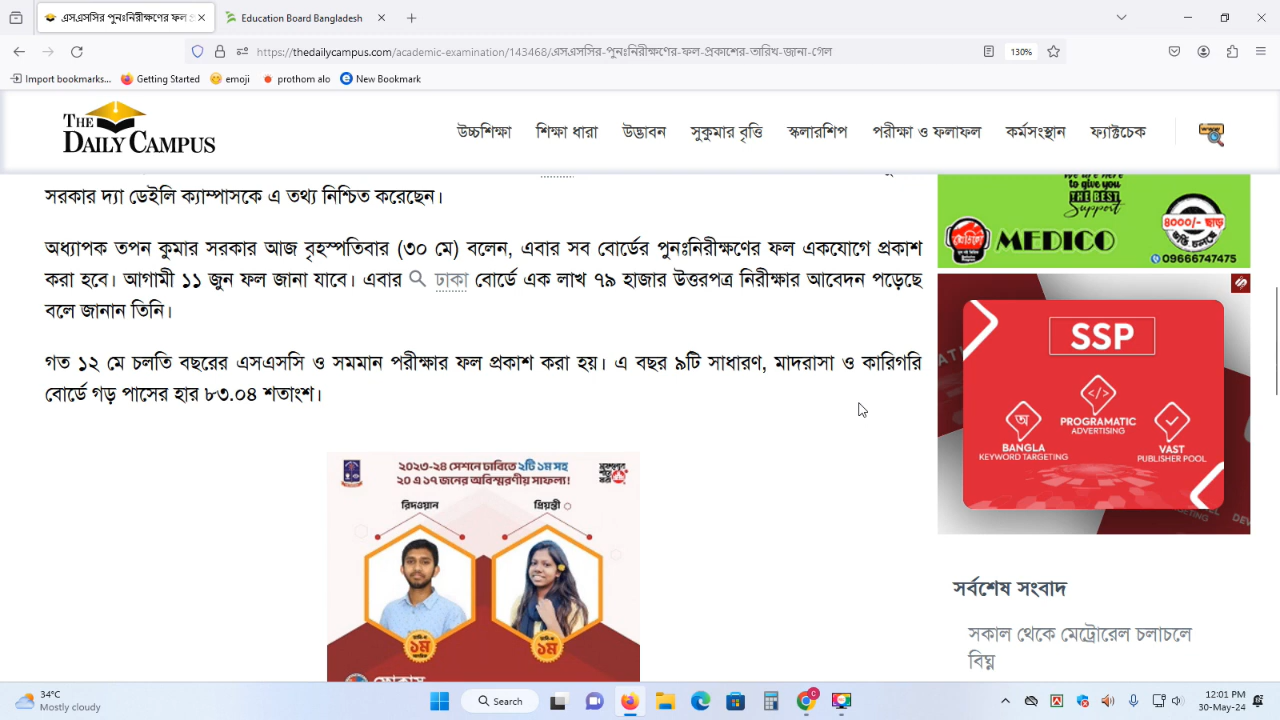 এসএসসির পুনঃনিরীক্ষণের ফল প্র
Education Board Bangladesh
https://thedailycampus.com/academic-examination/143468/এসএসসির-পুনঃনিরীক্ষণের-ফল-প্রকাশের-তারিখ-জানা-গেল
130%
Import bookmarks... Getting Started emoji prothom alo New Bookmark
THE DAILY CAMPUS
উচ্চশিক্ষা শিক্ষা ধারা উদ্ভাবন সুকুমার বৃত্তি স্কলারশিপ পরীক্ষা ও ফলাফল কর্মসংস্থান ফ্যাক্টচেক
সরকার দ্যা ডেইলি ক্যাম্পাসকে এ তথ্য নিশ্চিত করেছেন।
অধ্যাপক তপন কুমার সরকার আজ বৃহস্পতিবার (৩০ মে) বলেন, এবার সব বোর্ডের পুনঃনিরীক্ষণের ফল একযোগে প্রকাশ
করা হবে। আগামী ১১ জুন ফল জানা যাবে। এবার ঢাকা বোর্ডে এক লাখ ৭৯ হাজার উত্তরপত্র নিরীক্ষার আবেদন পড়েছে
বলে জানান তিনি।
গত ১২ মে চলতি বছরের এসএসসি ও সমমান পরীক্ষার ফল প্রকাশ করা হয়। এ বছর ৯টি সাধারণ, মাদরাসা ও কারিগরি
বোর্ডে গড় পাসের হার ৮৩.০৪ শতাংশ।
২০২৩-২৪ সেশনে ঢাবিতে ২টি ১ম সহ
২০ এ ১৭ জনের অবিস্মরণীয় সাফল্য!
রিদওয়ান প্রিয়ন্তী
১ম ১ম
ফোকাস
We are here
to give you
THE BEST
Support
MEDICO
৪০০০/- ছাড়
09666747475
SSP
অ
BANGLA
KEYWORD TARGETING
PROGRAMATIC
ADVERTISING
VAST
PUBLISHER POOL
সর্বশেষ সংবাদ
সকাল থেকে মেট্রোরেল চলাচলে
বিঘ্ন
34°C
Mostly cloudy
Search
12:01 PM
30-May-24